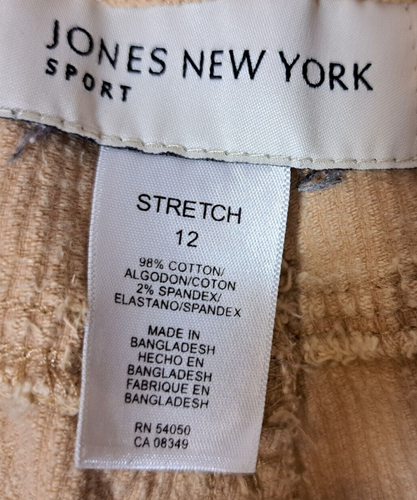 JONES NEW YORK
SPORT
STRETCH
12
98% COTTON/
ALGODON/COTON
2% SPANDEX/
ELASTANO/SPANDEX
MADE IN
BANGLADESH
HECHO EN
BANGLADESH
FABRIQUE EN
BANGLADESH
RN 54050
CA 08349